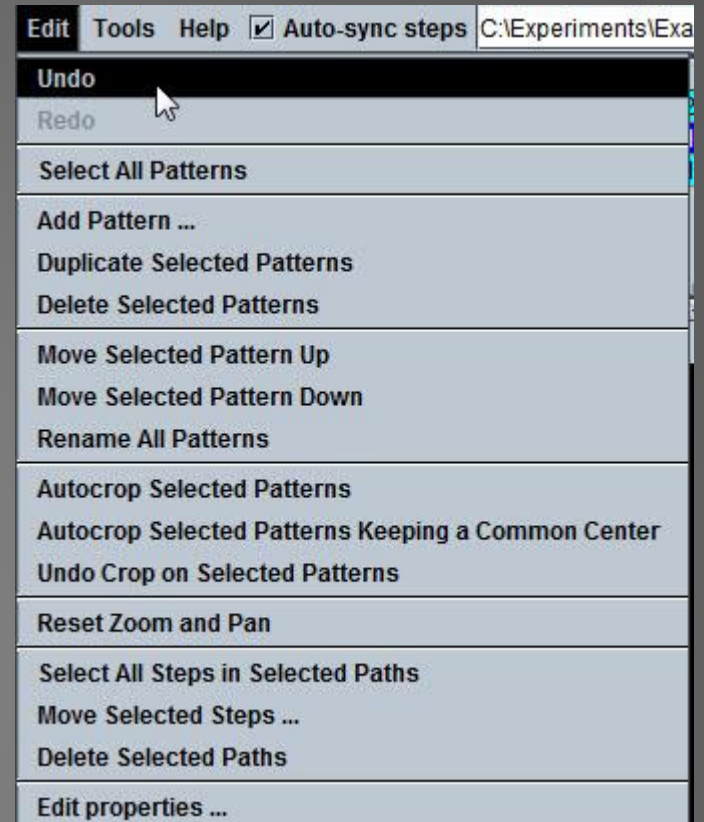 Edit Tools Help Auto-sync steps C:\Experiments\Exa
Undo
Redo
Select All Patterns
Add Pattern ...
Duplicate Selected Patterns
Delete Selected Patterns
Move Selected Pattern Up
Move Selected Pattern Down
Rename All Patterns
Autocrop Selected Patterns
Autocrop Selected Patterns Keeping a Common Center
Undo Crop on Selected Patterns
Reset Zoom and Pan
Select All Steps in Selected Paths
Move Selected Steps ...
Delete Selected Paths
Edit properties ...